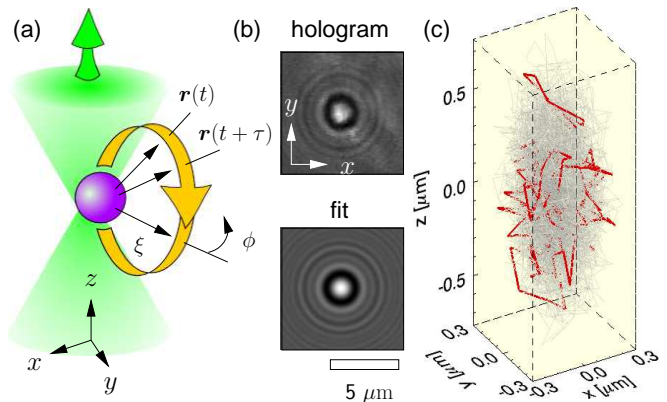 (a)
r(t)
r(t + τ)
ξ
ϕ
z
x
y
(b)
hologram
y
x
fit
5 μm
(c)
z [μm]
0.5
0.0
-0.5
0.3
0.0
-0.3
y [μm]
-0.3
0.0
0.3
x [μm]